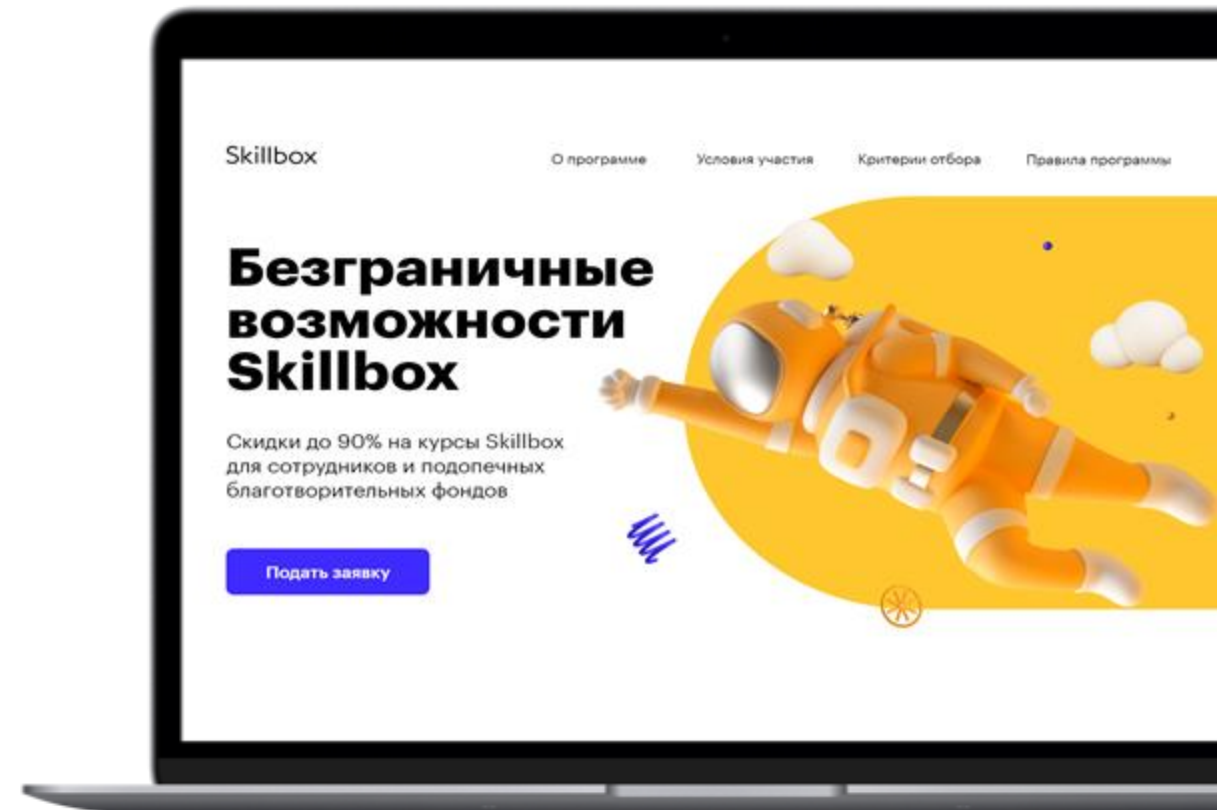 Skillbox
О программе
Условия участия
Критерии отбора
Правила программы
Безграничные
возможности
Skillbox
Скидки до 90% на курсы Skillbox
для сотрудников и подопечных
благотворительных фондов
Подать заявку